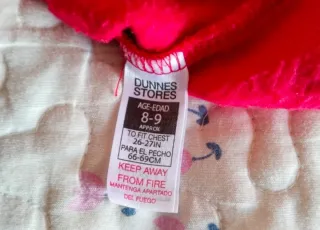 DUNNES
STORES
AGE-EDAD
8-9
APPROX
TO FIT CHEST
26-27IN
PARA EL PECHO
66-69CM
KEEP AWAY
FROM FIRE
MANTENGA APARTADO
DEL FUEGO